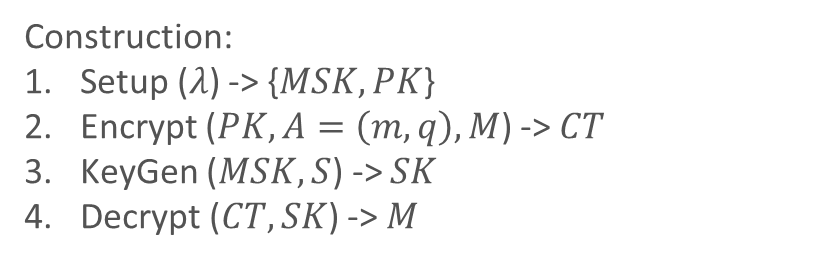 Construction:
1. Setup (λ) -> {MSK, PK}
2. Encrypt (PK, A = (m, q), M) -> CT
3. KeyGen (MSK, S) -> SK
4. Decrypt (CT, SK) -> M